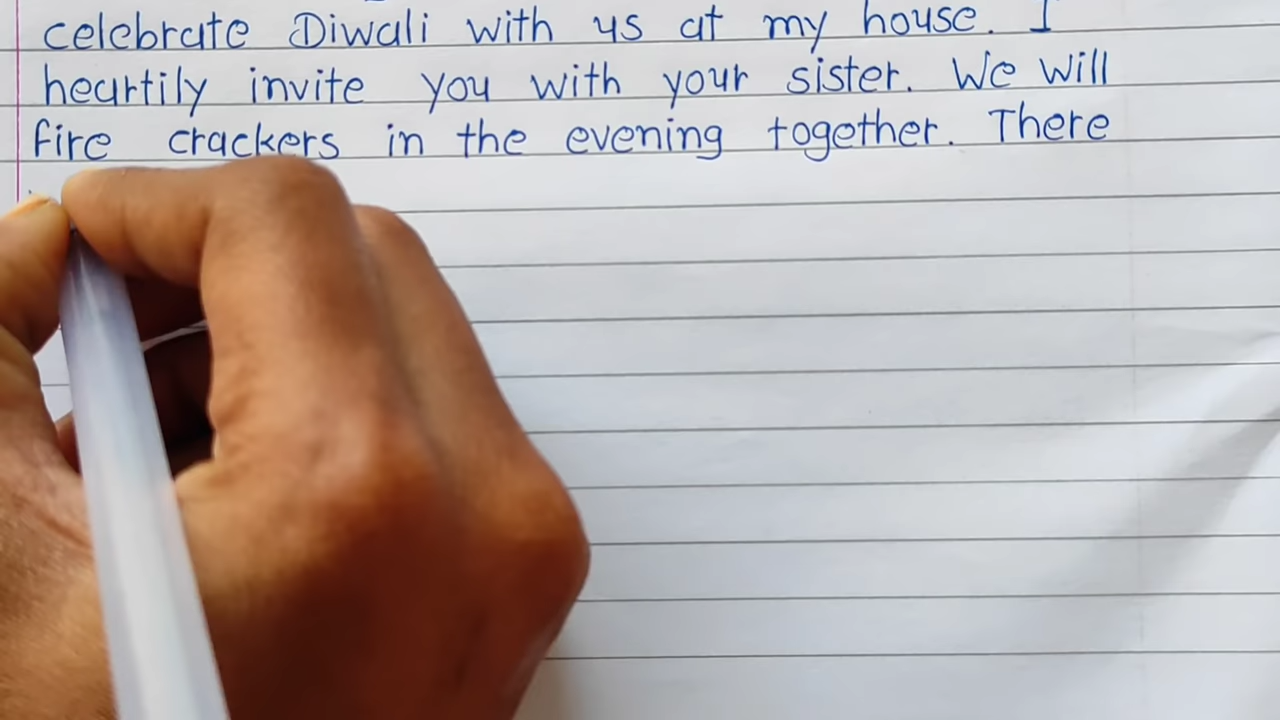 celebrate Diwali with us at my house. I
heartily invite you with your sister. We will
fire crackers in the evening together. There